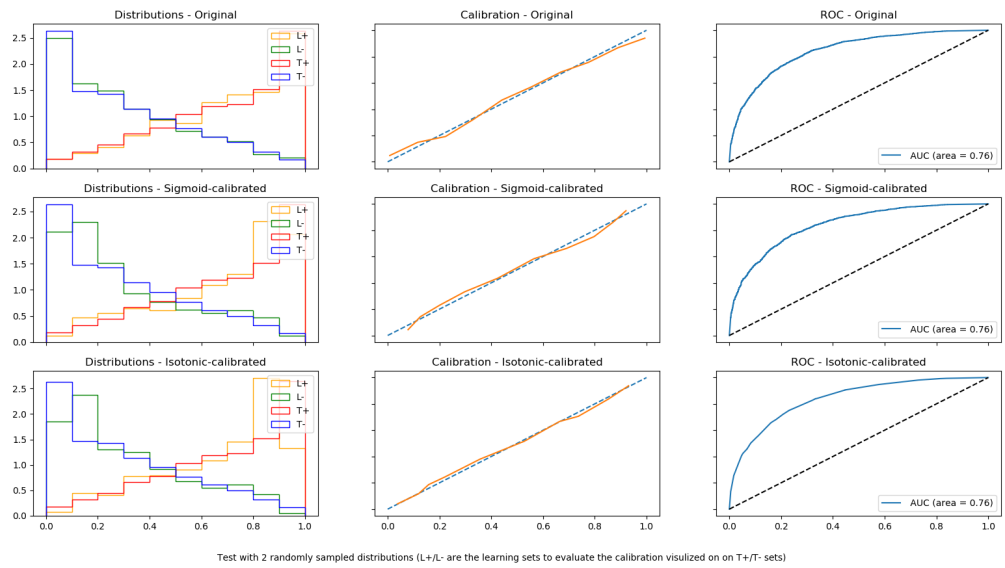 Distributions - Original
Calibration - Original
ROC - Original
2.5
2.0
1.5
1.0
0.5
0.0
L+
L-
T+
T-
AUC (area = 0.76)
Distributions - Sigmoid-calibrated
Calibration - Sigmoid-calibrated
ROC - Sigmoid-calibrated
2.5
2.0
1.5
1.0
0.5
0.0
L+
L-
T+
T-
AUC (area = 0.76)
Distributions - Isotonic-calibrated
Calibration - Isotonic-calibrated
ROC - Isotonic-calibrated
2.5
2.0
1.5
1.0
0.5
0.0
L+
L-
T+
T-
AUC (area = 0.76)
0.0 0.2 0.4 0.6 0.8 1.0
0.0 0.2 0.4 0.6 0.8 1.0
0.0 0.2 0.4 0.6 0.8 1.0
Test with 2 randomly sampled distributions (L+/L- are the learning sets to evaluate the calibration visulized on on T+/T- sets)